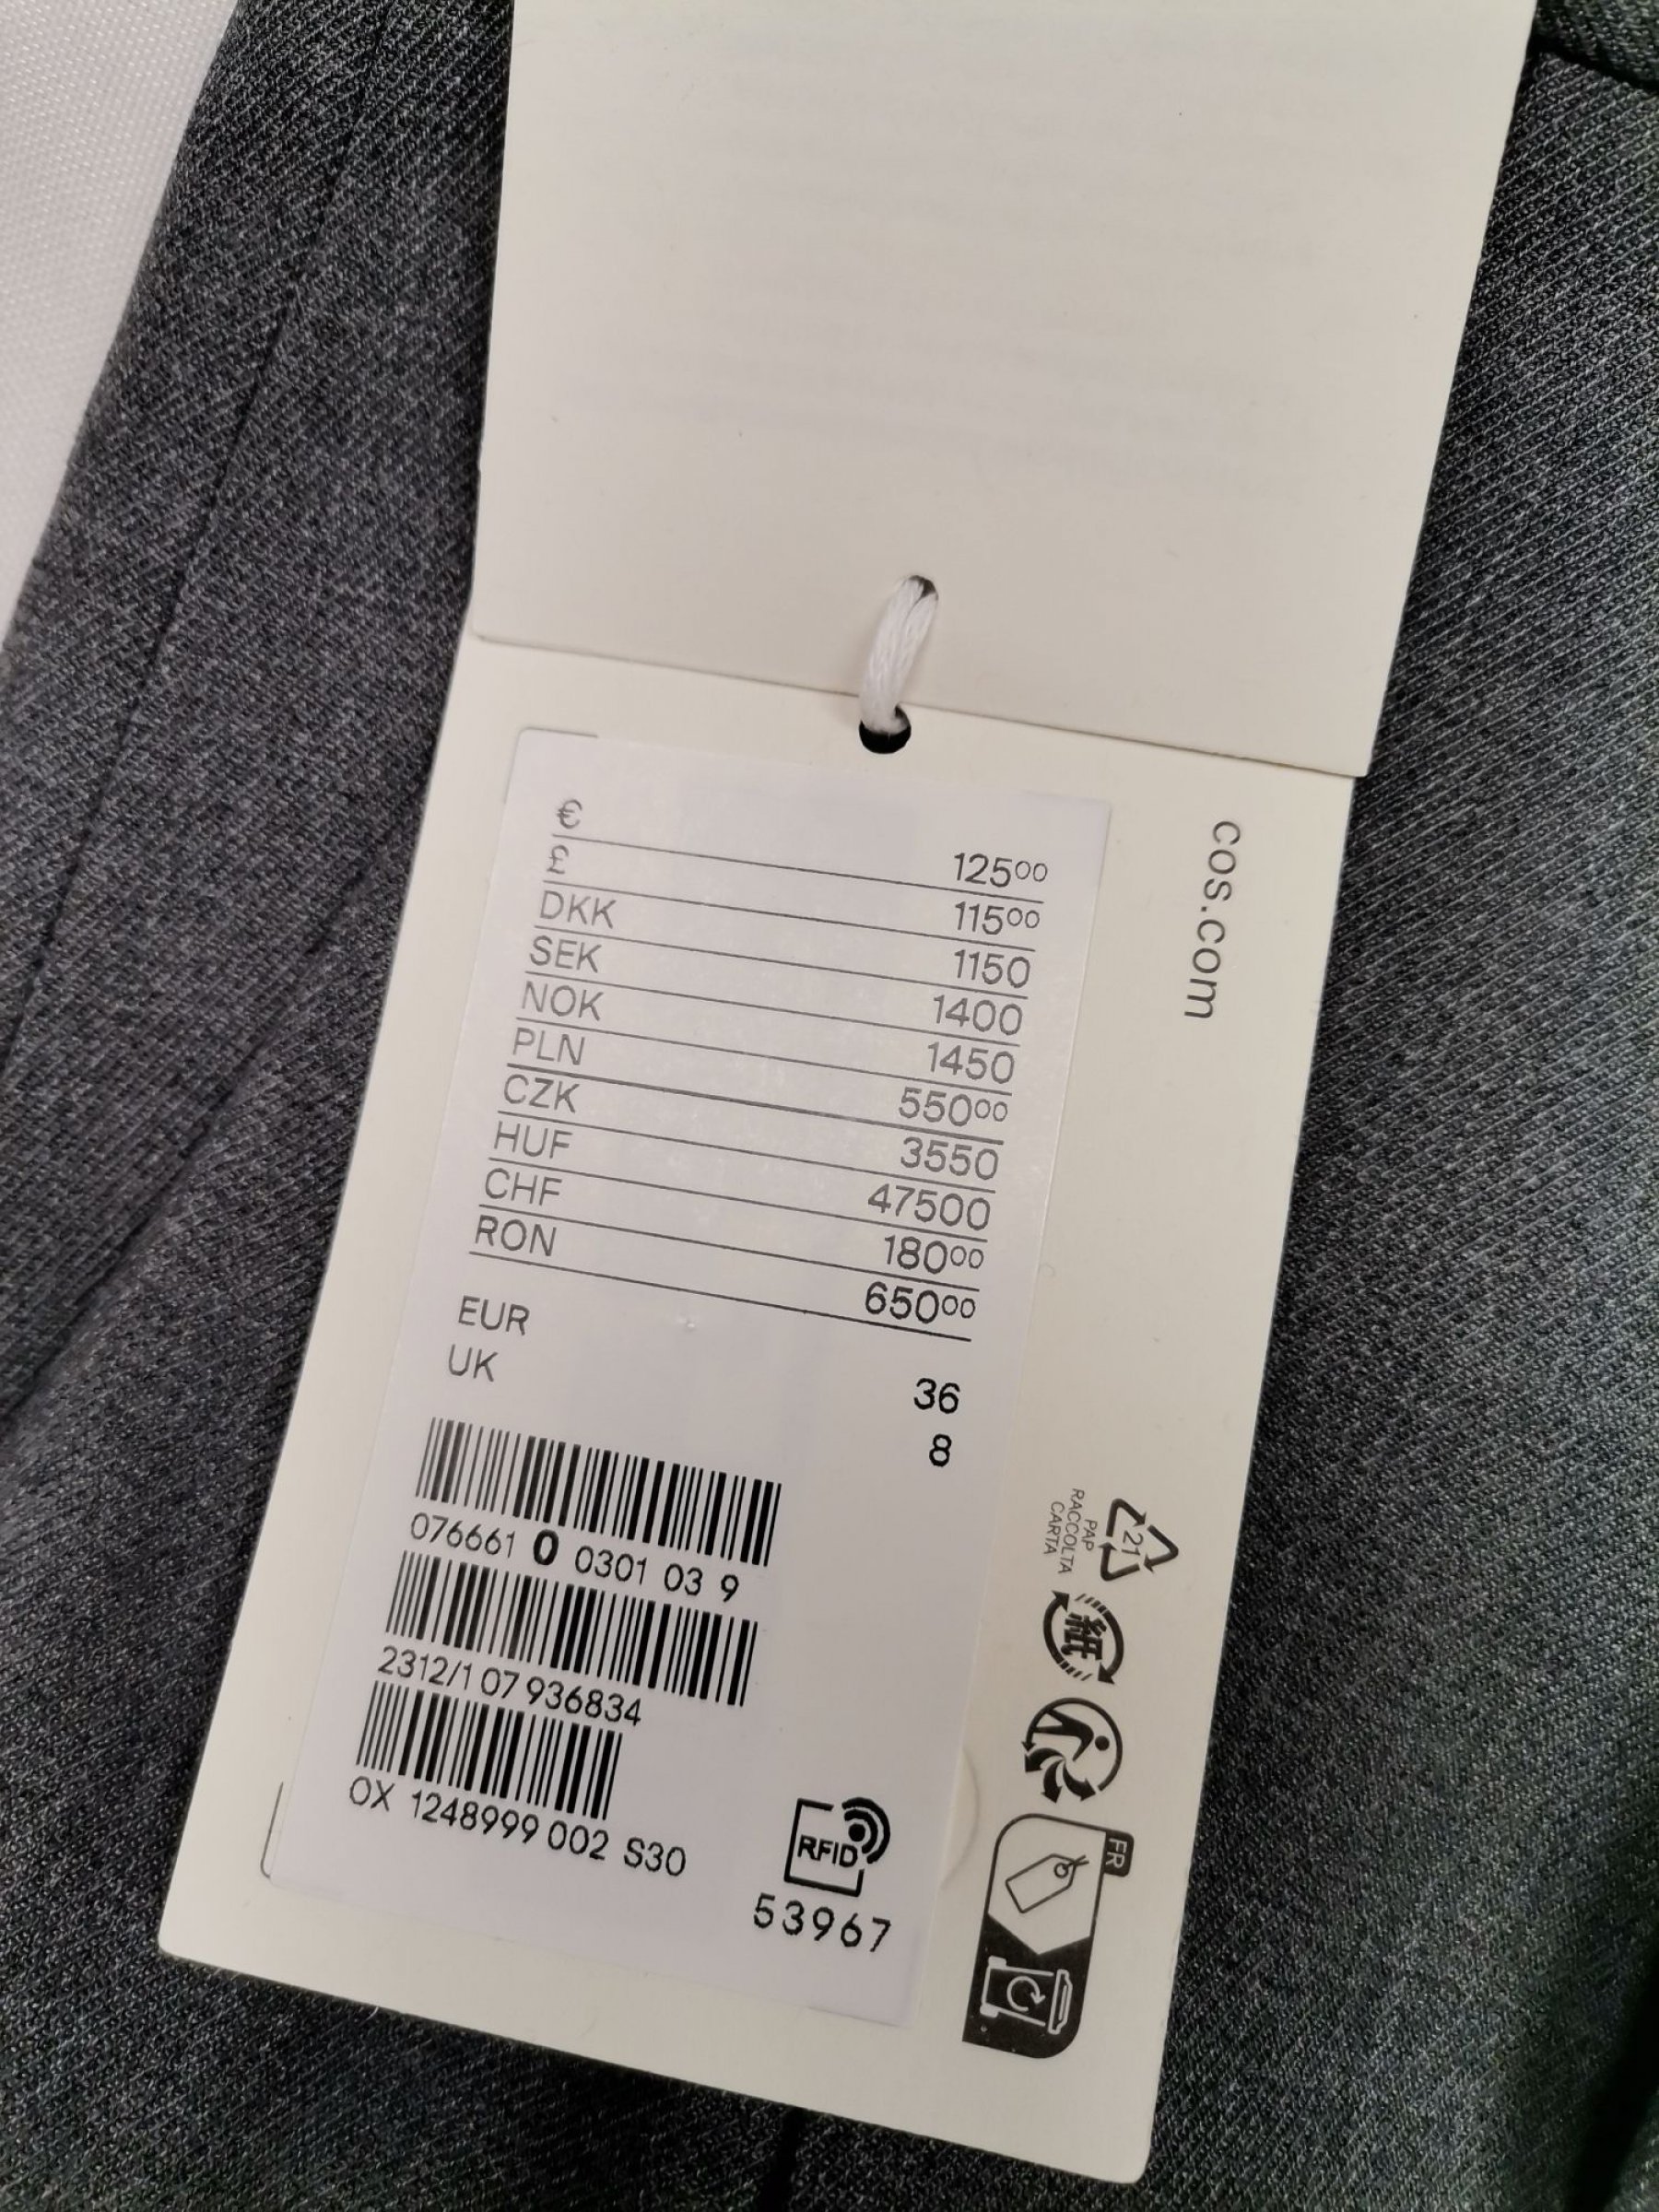 € 125⁰⁰
£ 115⁰⁰
DKK 1150
SEK 1400
NOK 1450
PLN 550⁰⁰
CZK 3550
HUF 47500
CHF 180⁰⁰
RON 650⁰⁰
EUR 36
UK 8
076661 0 0301 03 9
2312/1 07 936834
OX 1248999 002 S30
RFID
53967
cos.com
21
PAP
RACCOLTA
CARTA
紙
FR